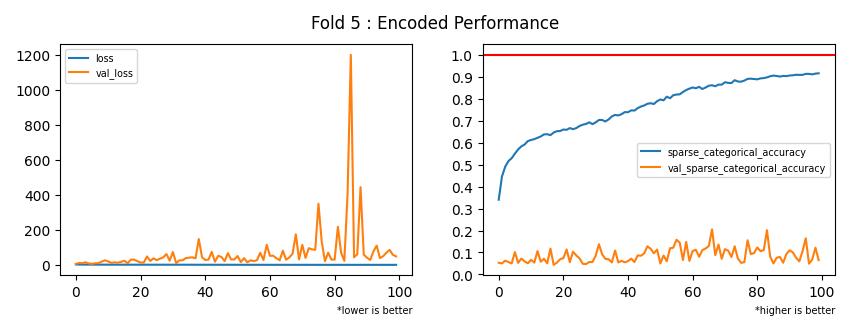 Fold 5 : Encoded Performance
loss
val_loss
1200
1000
800
600
400
200
0
0 20 40 60 80 100
*lower is better
sparse_categorical_accuracy
val_sparse_categorical_accuracy
1.0
0.9
0.8
0.7
0.6
0.5
0.4
0.3
0.2
0.1
0.0
0 20 40 60 80 100
*higher is better